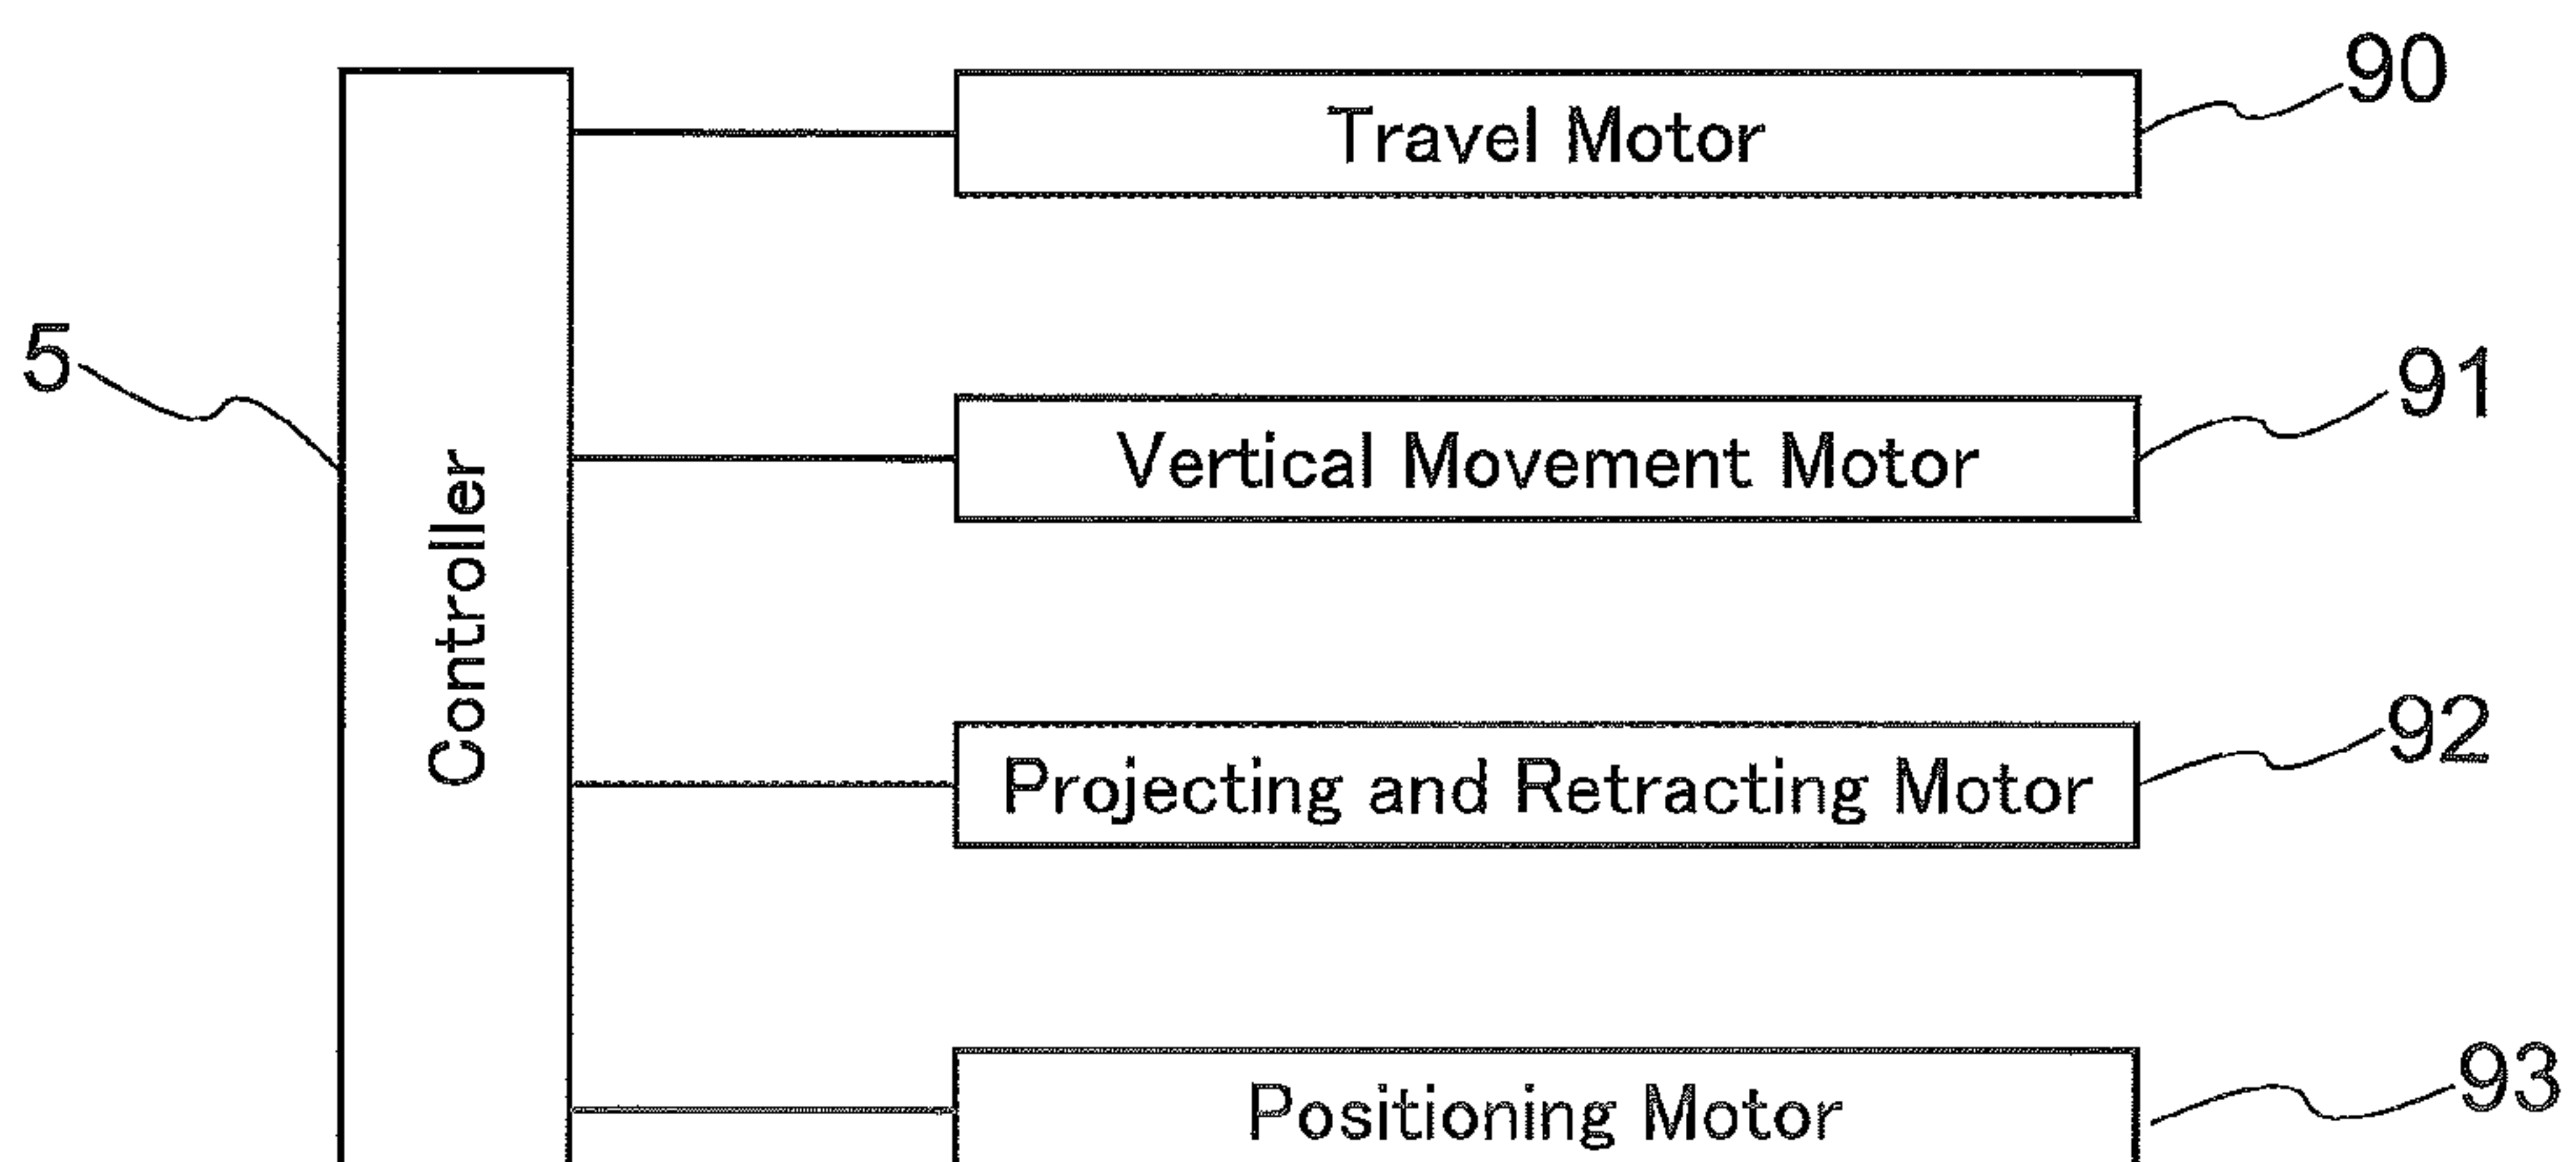 Travel Motor
90
5
Vertical Movement Motor
91
Controller
Projecting and Retracting Motor
92
Positioning Motor
93